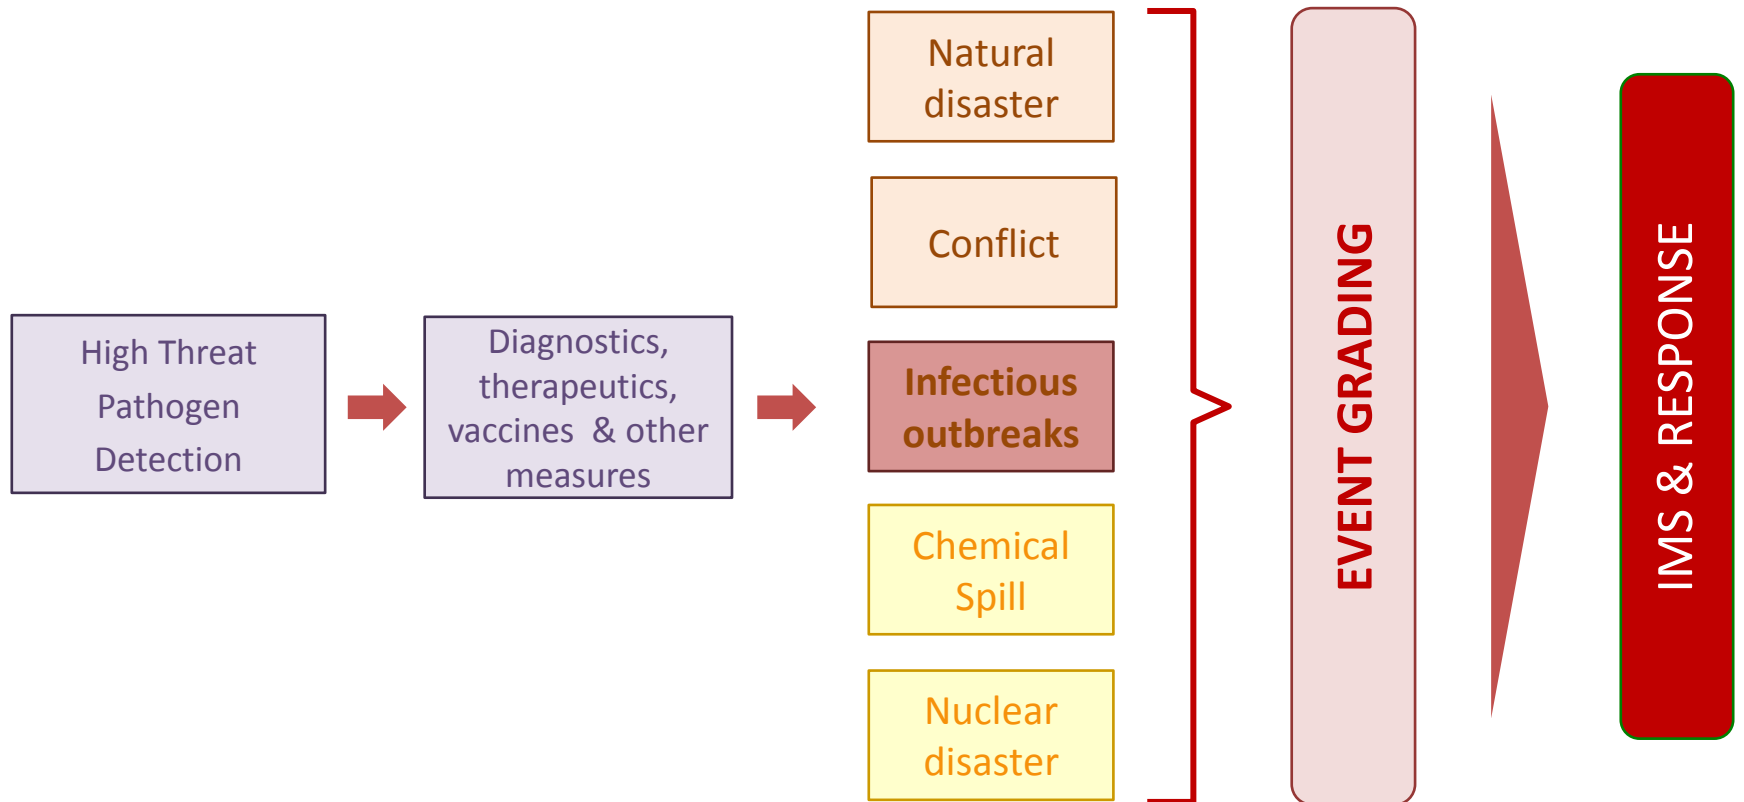 High Threat
Pathogen
Detection
Diagnostics,
therapeutics,
vaccines & other
measures
Natural
disaster
Conflict
Infectious
outbreaks
Chemical
Spill
Nuclear
disaster
EVENT GRADING
IMS & RESPONSE